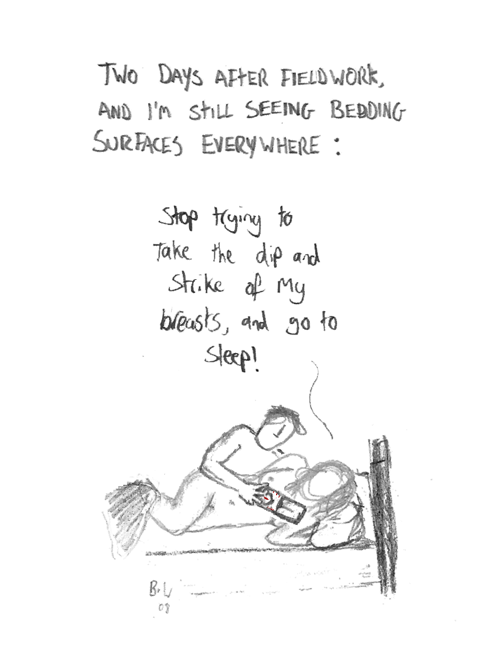 TWO DAYS AFTER FIELDWORK,
AND I'M STILL SEEING BEDDING
SURFACES EVERYWHERE :
Stop trying to
Take the dip and
Strike of My
breasts, and go to
Sleep!
08